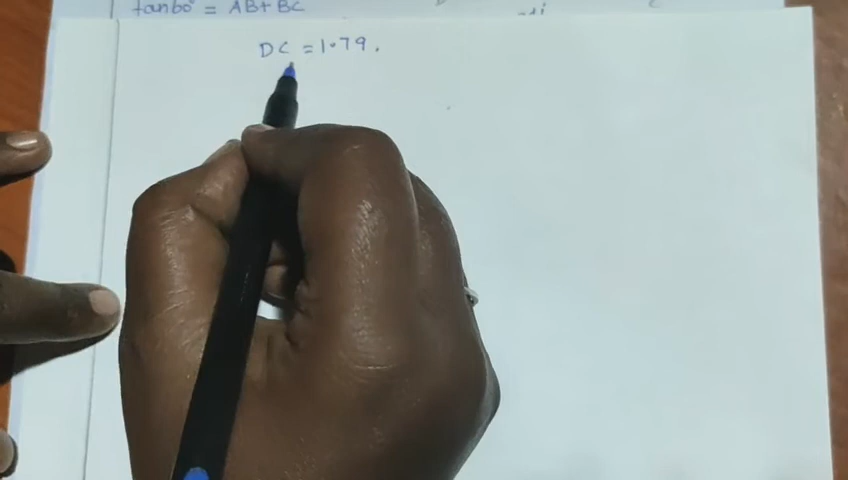 tan60° = AB+BC
DC = 1.79.